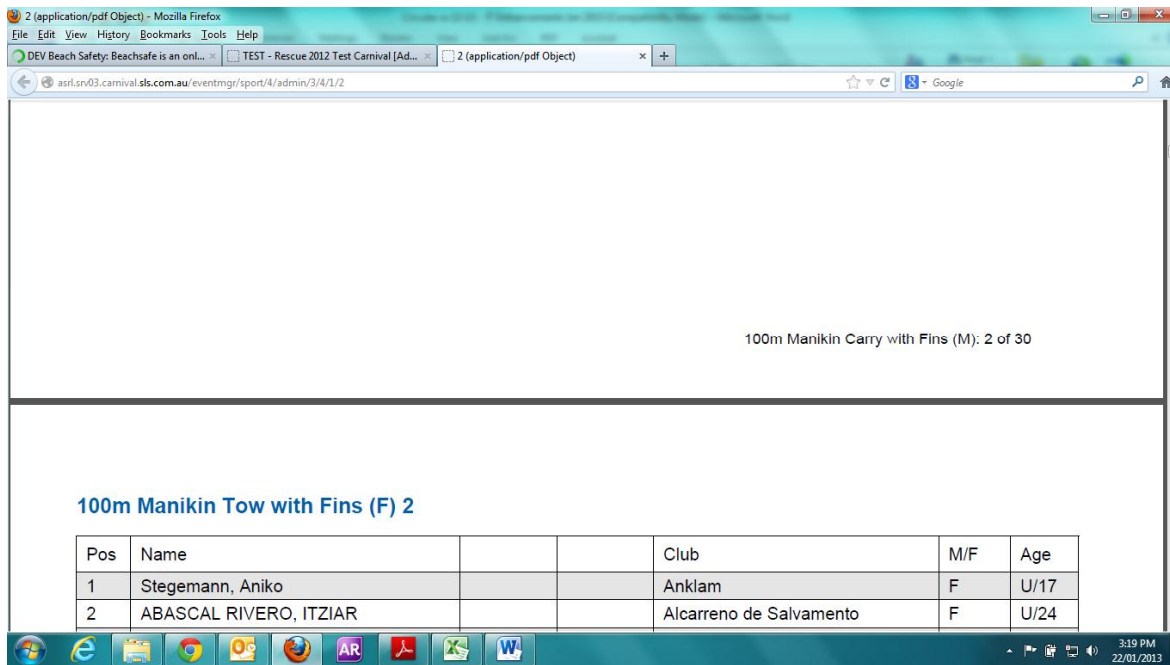 2 (application/pdf Object) - Mozilla Firefox
File Edit View History Bookmarks Tools Help
DEV Beach Safety: Beachsafe is an onl... TEST - Rescue 2012 Test Carnival [Ad... 2 (application/pdf Object)
asrl.srv03.carnival.sls.com.au/eventmgr/sport/4/admin/3/4/1/2 Google
100m Manikin Carry with Fins (M): 2 of 30
100m Manikin Tow with Fins (F) 2
Pos Name Club M/F Age
1 Stegemann, Aniko Anklam F U/17
2 ABASCAL RIVERO, ITZIAR Alcarreno de Salvamento F U/24
AR
3:19 PM
22/01/2013